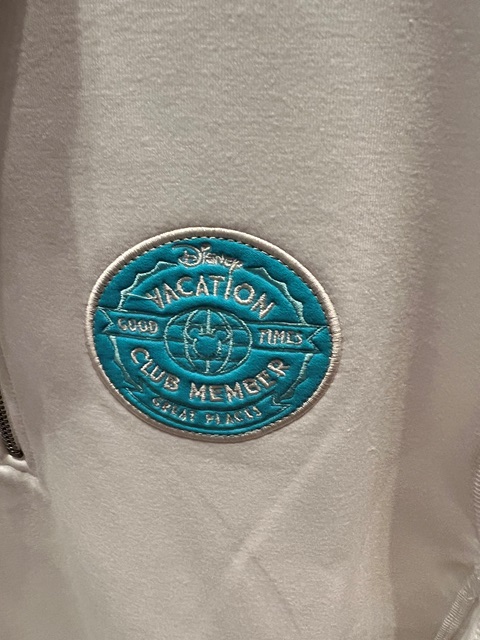 Disney
VACATION
GOOD TIMES
CLUB MEMBER
GREAT PLACES